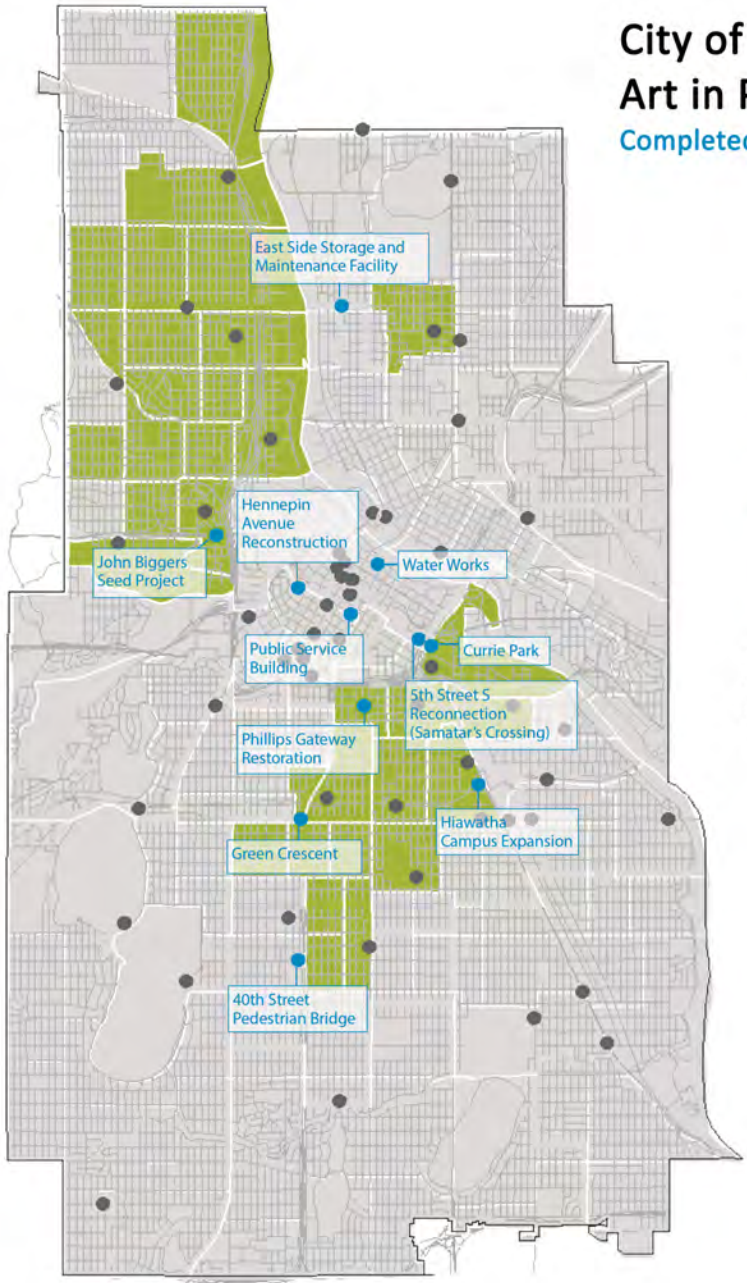 City of
Art in
Completed
East Side Storage and
Maintenance Facility
Hennepin
Avenue
Reconstruction
John Biggers
Seed Project
Water Works
Public Service
Building
Currie Park
5th Street S
Reconnection
(Samatar's Crossing)
Phillips Gateway
Restoration
Hiawatha
Campus Expansion
Green Crescent
40th Street
Pedestrian Bridge